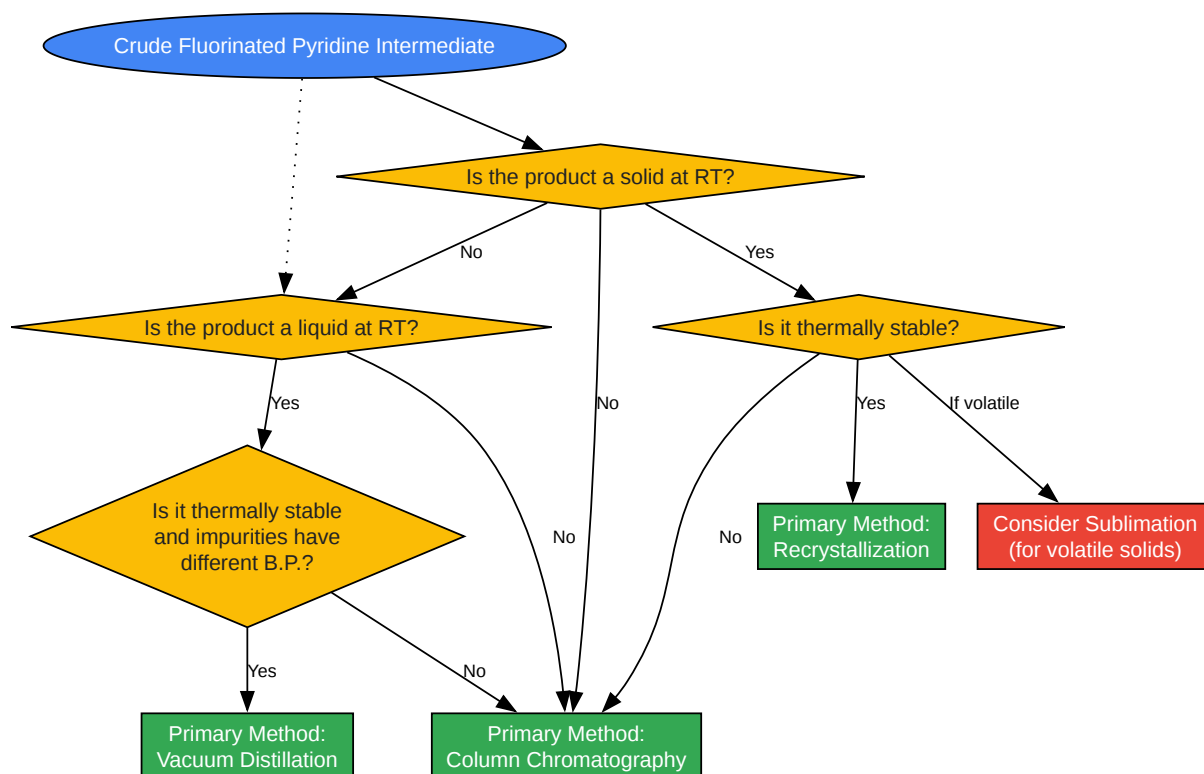 Crude Fluorinated Pyridine Intermediate
Is the product a solid at RT?
No
Yes
Is the product a liquid at RT?
Is it thermally stable?
Yes
No
Yes
If volatile
Is it thermally stable
and impurities have
different B.P.?
Primary Method:
Recrystallization
Consider Sublimation
(for volatile solids)
No
No
Yes
No
Primary Method:
Vacuum Distillation
Primary Method:
Column Chromatography